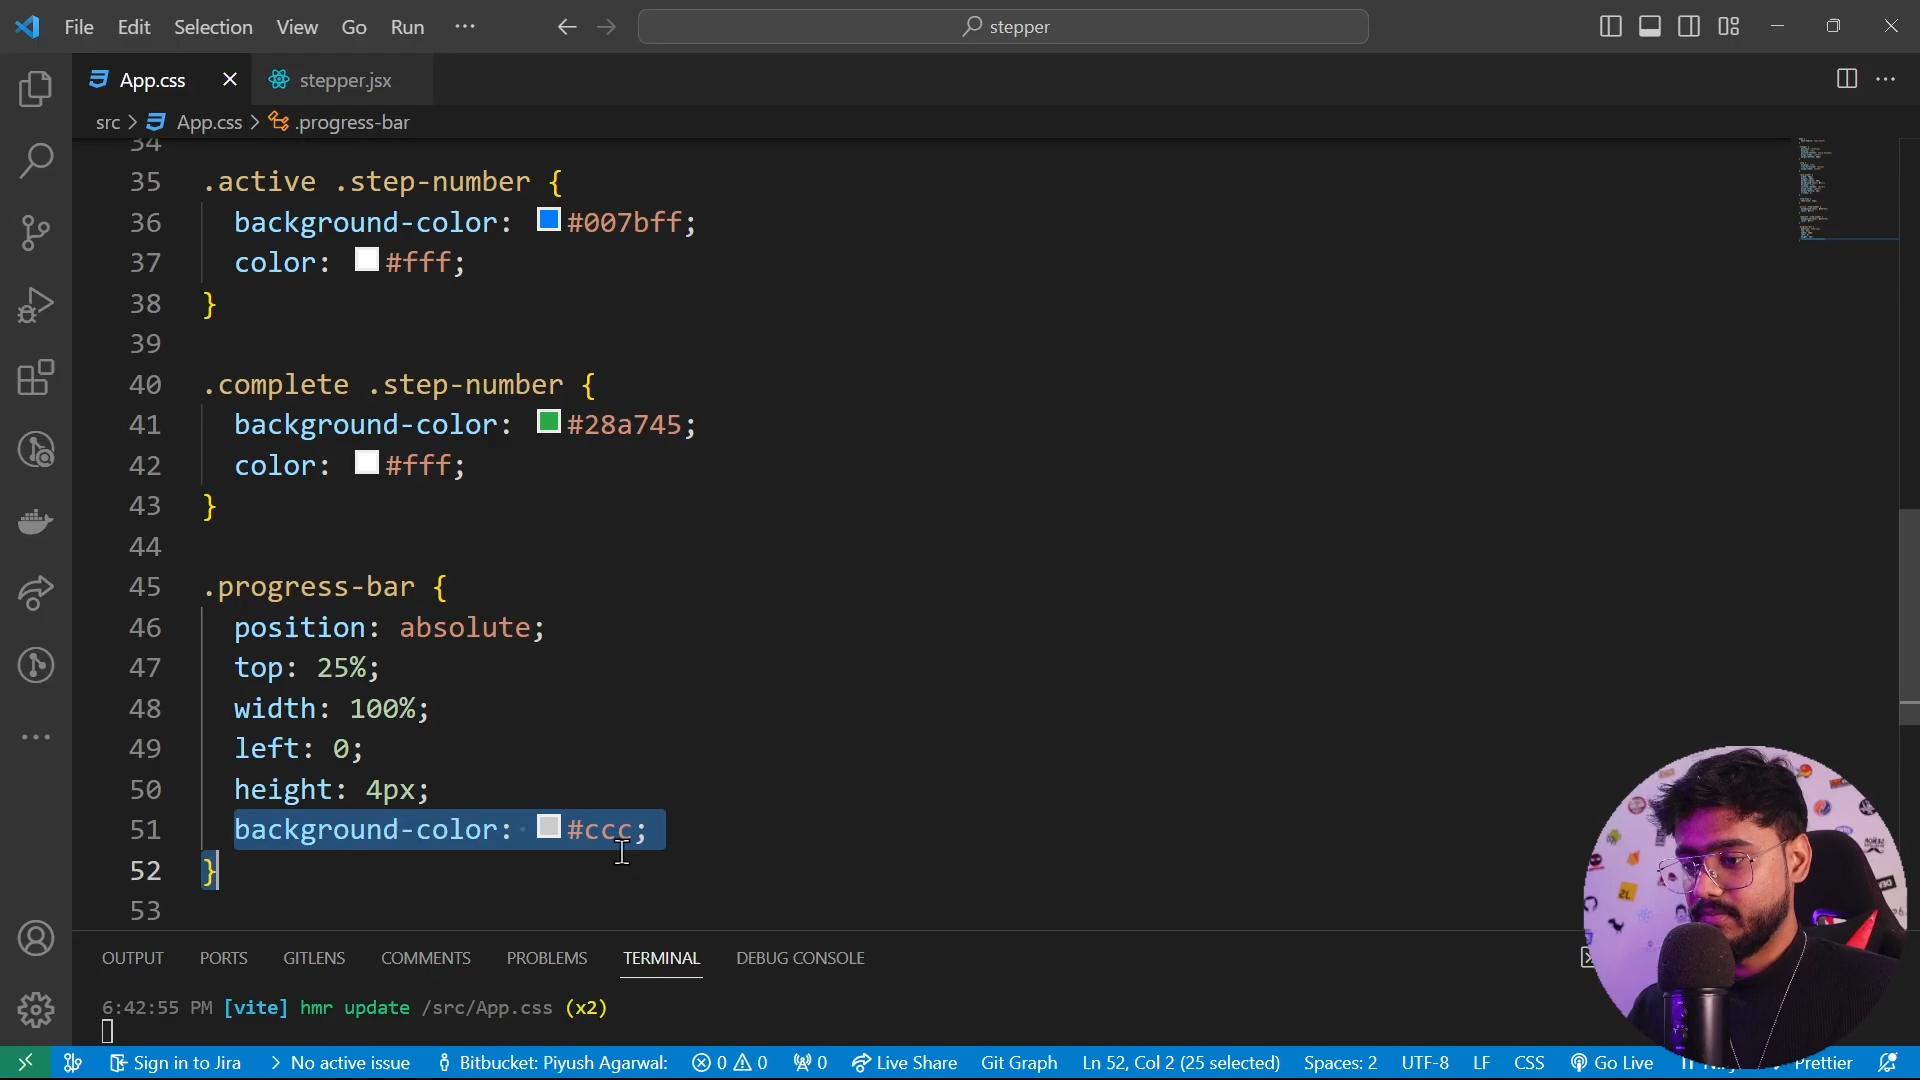 File Edit Selection View Go Run ··· stepper
App.css stepper.jsx
src > App.css > .progress-bar
34
35 .active .step-number {
36 background-color: #007bff;
37 color: #fff;
38 }
39
40 .complete .step-number {
41 background-color: #28a745;
42 color: #fff;
43 }
44
45 .progress-bar {
46 position: absolute;
47 top: 25%;
48 width: 100%;
49 left: 0;
50 height: 4px;
51 background-color: #ccc;
52 }
53
OUTPUT PORTS GITLENS COMMENTS PROBLEMS TERMINAL DEBUG CONSOLE
6:42:55 PM [vite] hmr update /src/App.css (x2)
Sign in to Jira > No active issue Bitbucket: Piyush Agarwal: 0 0 0 Live Share Git Graph Ln 52, Col 2 (25 selected) Spaces: 2 UTF-8 LF CSS Go Live Prettier